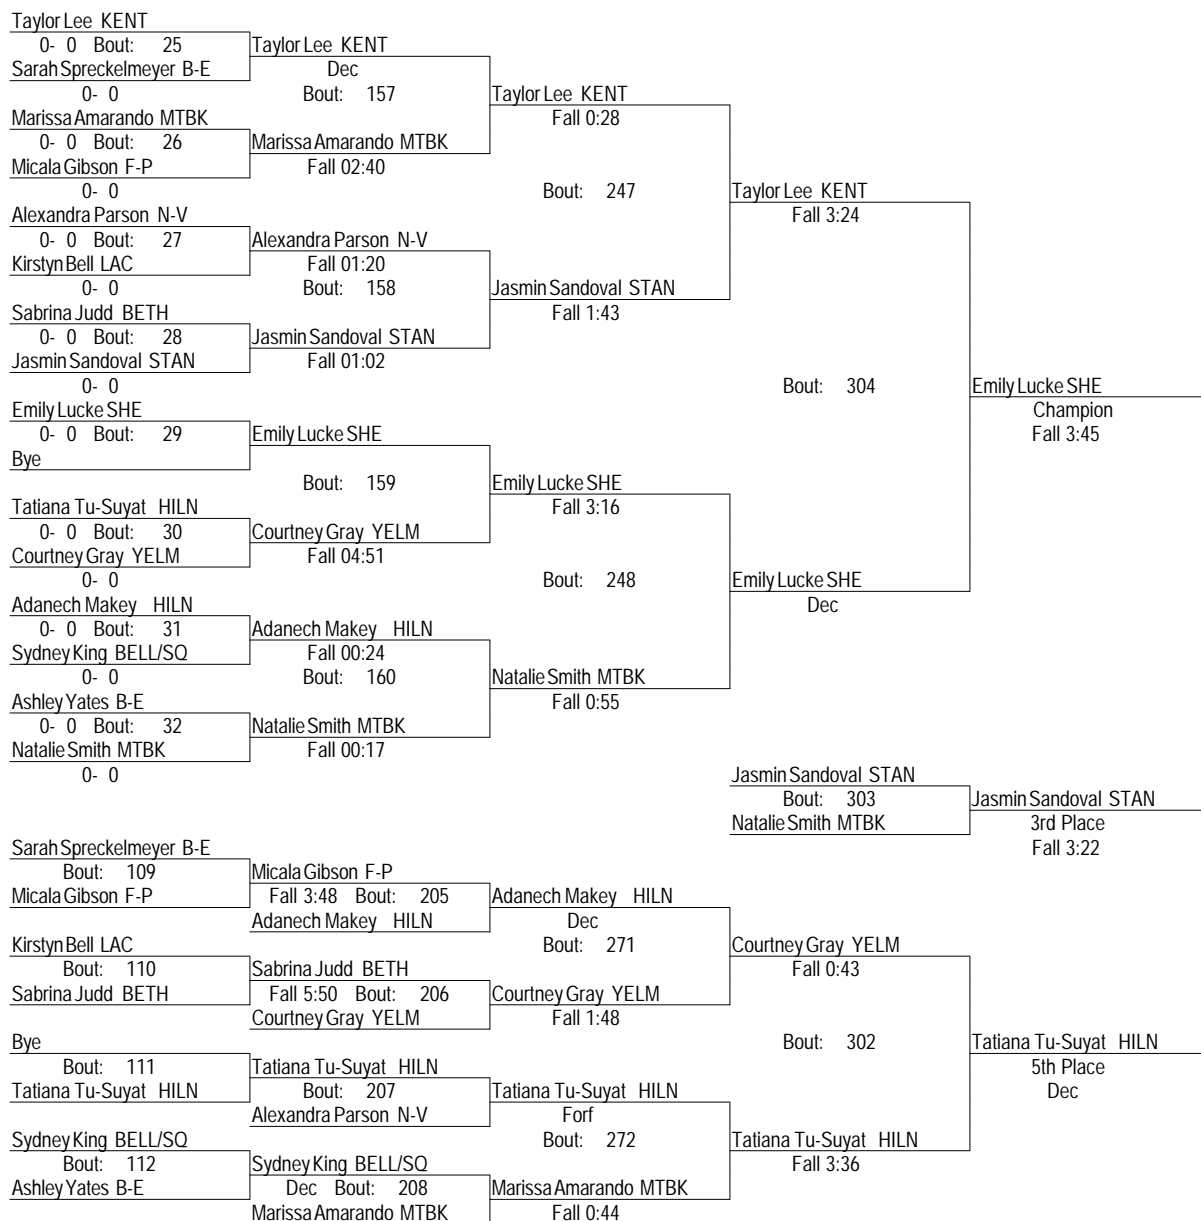 Taylor Lee KENT
0- 0 Bout: 25 Taylor Lee KENT
Sarah Spreckelmeyer B-E Dec
0- 0 Bout: 157 Taylor Lee KENT
Marissa Amarando MTBK Fall 0:28
0- 0 Bout: 26 Marissa Amarando MTBK
Micala Gibson F-P Fall 02:40
0- 0 Bout: 247 Taylor Lee KENT
Alexandra Parson N-V Fall 3:24
0- 0 Bout: 27 Alexandra Parson N-V
Kirstyn Bell LAC Fall 01:20
0- 0 Bout: 158 Jasmin Sandoval STAN
Sabrina Judd BETH Fall 1:43
0- 0 Bout: 28 Jasmin Sandoval STAN
Jasmin Sandoval STAN Fall 01:02
0- 0 Bout: 304 Emily Lucke SHE
Emily Lucke SHE Champion
0- 0 Bout: 29 Emily Lucke SHE Fall 3:45
Bye
Bout: 159 Emily Lucke SHE
Tatiana Tu-Suyat HILN Fall 3:16
0- 0 Bout: 30 Courtney Gray YELM
Courtney Gray YELM Fall 04:51
0- 0 Bout: 248 Emily Lucke SHE
Adanech Makey HILN Dec
0- 0 Bout: 31 Adanech Makey HILN
Sydney King BELL/SQ Fall 00:24
0- 0 Bout: 160 Natalie Smith MTBK
Ashley Yates B-E Fall 0:55
0- 0 Bout: 32 Natalie Smith MTBK
Natalie Smith MTBK Fall 00:17
0- 0 Jasmin Sandoval STAN
Bout: 303 Jasmin Sandoval STAN
Natalie Smith MTBK 3rd Place
Sarah Spreckelmeyer B-E Fall 3:22
Bout: 109 Micala Gibson F-P
Micala Gibson F-P Fall 3:48 Bout: 205 Adanech Makey HILN
Adanech Makey HILN Dec
Kirstyn Bell LAC Bout: 271 Courtney Gray YELM
Bout: 110 Sabrina Judd BETH Fall 0:43
Sabrina Judd BETH Fall 5:50 Bout: 206 Courtney Gray YELM
Courtney Gray YELM Fall 1:48
Bye Bout: 302 Tatiana Tu-Suyat HILN
Bout: 111 Tatiana Tu-Suyat HILN 5th Place
Tatiana Tu-Suyat HILN Bout: 207 Tatiana Tu-Suyat HILN Dec
Alexandra Parson N-V Forf
Sydney King BELL/SQ Bout: 272 Tatiana Tu-Suyat HILN
Bout: 112 Sydney King BELL/SQ Fall 3:36
Ashley Yates B-E Dec Bout: 208 Marissa Amarando MTBK
Marissa Amarando MTBK Fall 0:44